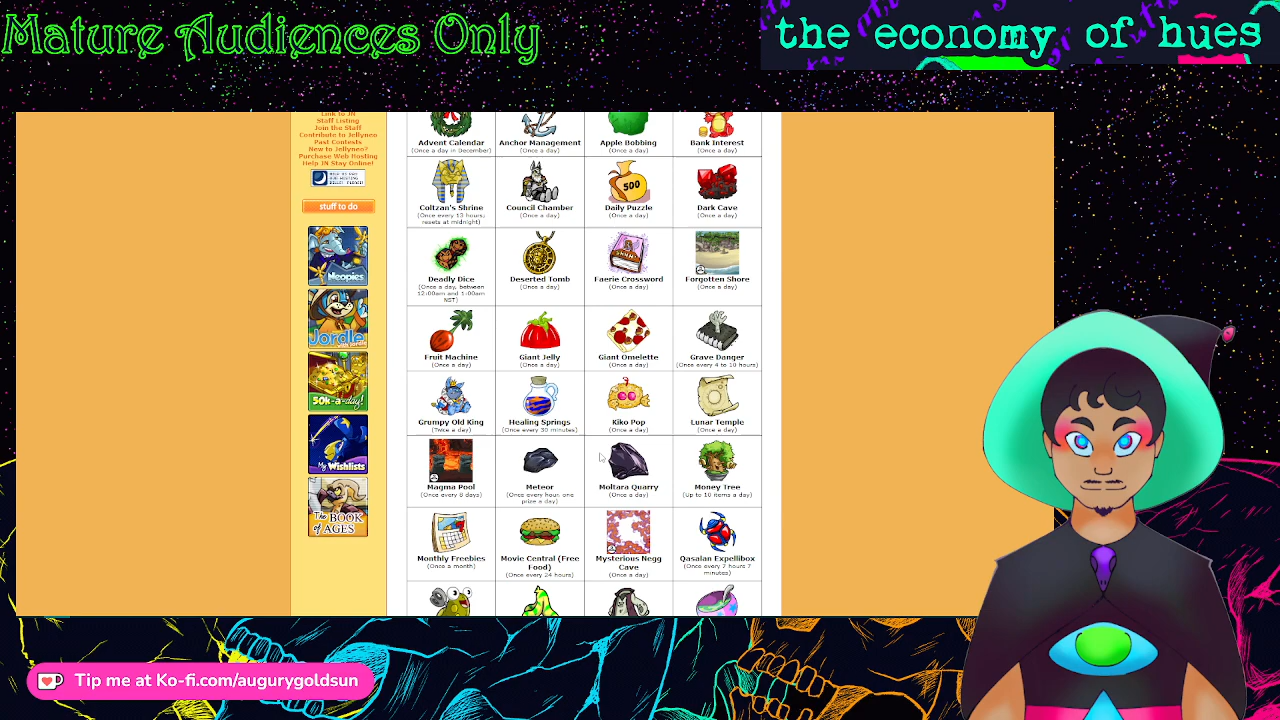 Mature Audiences Only
the economy of hues
Link to JN
Staff Listing
Join the Staff
Contribute to Jellyneo
Past Contests
New to Jellyneo?
Purchase Web Hosting
Help JN Stay Online!
stuff to do
Neopies
Jordle
50k-a-day!
My Wishlists
The BOOK
of AGES
Advent Calendar
(Once a day in December)
Anchor Management
(Once a day)
Apple Bobbing
(Once a day)
Bank Interest
(Once a day)
Coltzan's Shrine
(Once every 13 hours;
resets at midnight)
Council Chamber
(Once a day)
500
Daily Puzzle
(Once a day)
Dark Cave
(Once a day)
Deadly Dice
(Once a day, between
12:00am and 1:00am
NST)
Deserted Tomb
(Once a day)
Faerie Crossword
(Once a day)
Forgotten Shore
(Once a day)
Fruit Machine
(Once a day)
Giant Jelly
(Once a day)
Giant Omelette
(Once a day)
Grave Danger
(Once every 4 to 10 hours)
Grumpy Old King
(Twice a day)
Healing Springs
(Once every 30 minutes)
Kiko Pop
(Once a day)
Lunar Temple
(Once a day)
Magma Pool
(Once every 8 days)
Meteor
(Once every hour, one
prize a day)
Moltara Quarry
(Once a day)
Money Tree
(Up to 10 items a day)
Monthly Freebies
(Once a month)
Movie Central (Free
Food)
(Once every 24 hours)
Mysterious Negg
Cave
(Once a day)
Qasalan Expellibox
(Once every 7 hours 7
minutes)
Tip me at Ko-fi.com/augurygoldsun